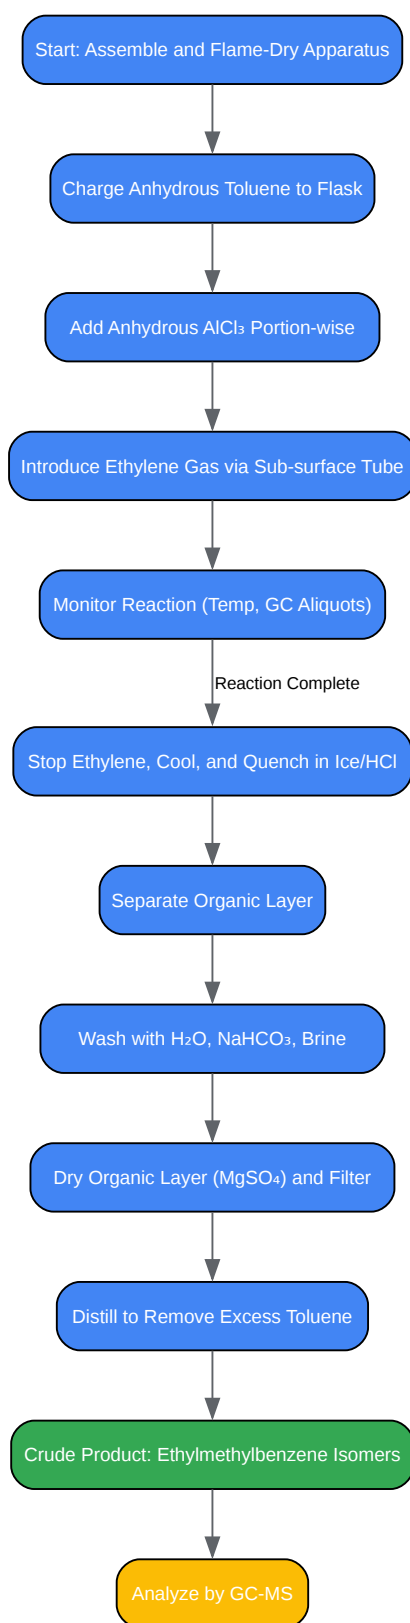 Start: Assemble and Flame-Dry Apparatus
Charge Anhydrous Toluene to Flask
Add Anhydrous AlCl₃ Portion-wise
Introduce Ethylene Gas via Sub-surface Tube
Monitor Reaction (Temp, GC Aliquots)
Reaction Complete
Stop Ethylene, Cool, and Quench in Ice/HCl
Separate Organic Layer
Wash with H₂O, NaHCO₃, Brine
Dry Organic Layer (MgSO₄) and Filter
Distill to Remove Excess Toluene
Crude Product: Ethylmethylbenzene Isomers
Analyze by GC-MS